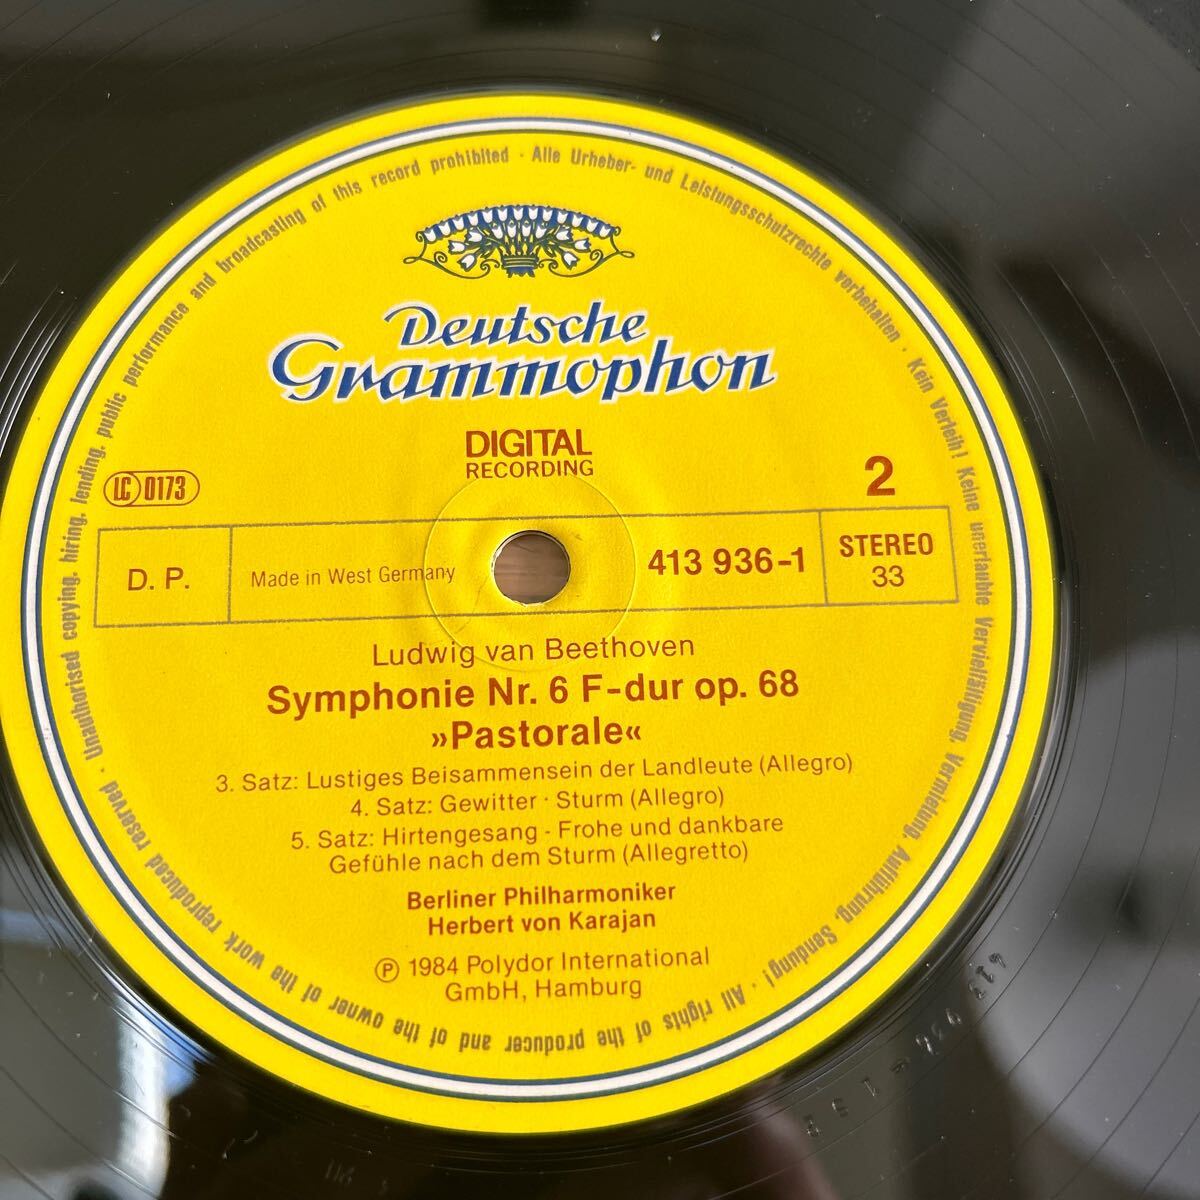 Deutsche
Grammophon
DIGITAL
RECORDING
LC 0173
2
D. P.
Made in West Germany
413 936-1
STEREO
33
Ludwig van Beethoven
Symphonie Nr. 6 F-dur op. 68
»Pastorale«
3. Satz: Lustiges Beisammensein der Landleute (Allegro)
4. Satz: Gewitter · Sturm (Allegro)
5. Satz: Hirtengesang - Frohe und dankbare
Gefühle nach dem Sturm (Allegretto)
Berliner Philharmoniker
Herbert von Karajan
℗ 1984 Polydor International
GmbH, Hamburg
Alle Urheber- und Leistungsschutzrechte vorbehalten · Kein Verleih! Keine unerlaubte Vervielfältigung, Vermietung, Aufführung, Sendung! · All rights of the producer and of the owner of the work reproduced reserved · Unauthorised copying, hiring, lending, public performance and broadcasting of this record prohibited ·